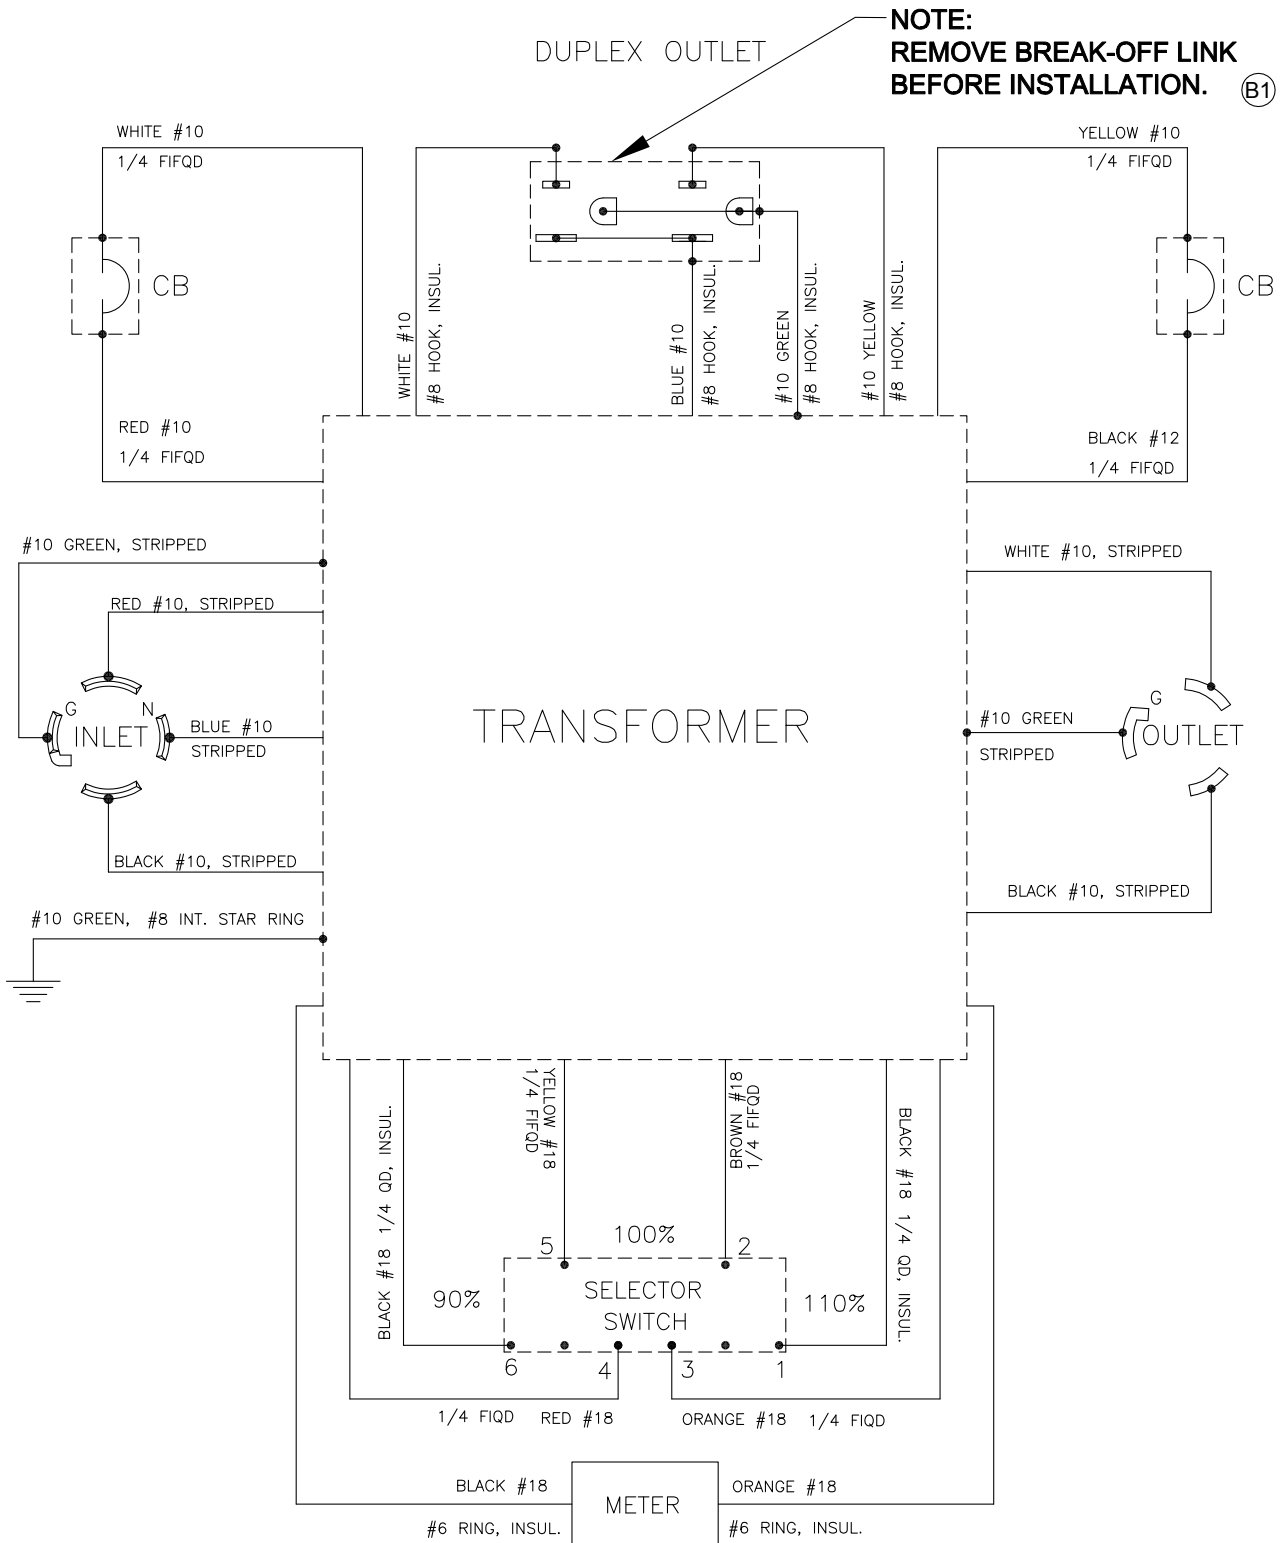 NOTE:
REMOVE BREAK-OFF LINK
BEFORE INSTALLATION.
B1
DUPLEX OUTLET
WHITE #10
1/4 FIFQD
YELLOW #10
1/4 FIFQD
CB
CB
WHITE #10
#8 HOOK, INSUL.
BLUE #10
#8 HOOK, INSUL.
#10 GREEN
#8 HOOK, INSUL.
#10 YELLOW
#8 HOOK, INSUL.
RED #10
1/4 FIFQD
BLACK #12
1/4 FIFQD
#10 GREEN, STRIPPED
WHITE #10, STRIPPED
RED #10, STRIPPED
G
N
INLET
BLUE #10
STRIPPED
TRANSFORMER
#10 GREEN
STRIPPED
G
OUTLET
BLACK #10, STRIPPED
BLACK #10, STRIPPED
#10 GREEN, #8 INT. STAR RING
BLACK #18 1/4 QD, INSUL.
YELLOW #18
1/4 FIFQD
BROWN #18
1/4 FIFQD
BLACK #18 1/4 QD, INSUL.
5
100%
2
90%
SELECTOR
SWITCH
110%
6
4
3
1
1/4 FIQD RED #18
ORANGE #18 1/4 FIQD
BLACK #18
#6 RING, INSUL.
METER
ORANGE #18
#6 RING, INSUL.